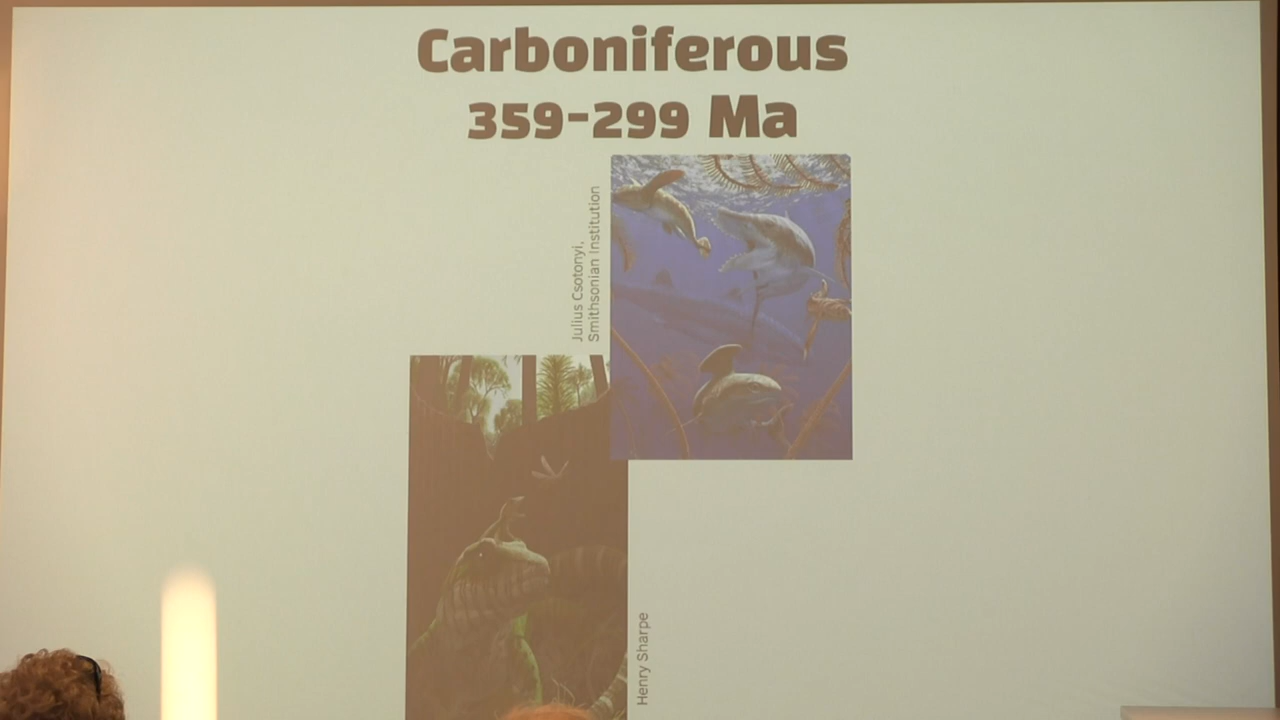 Carboniferous
359-299 Ma
Julius Csotonyi,
Smithsonian Institution
Henry Sharpe